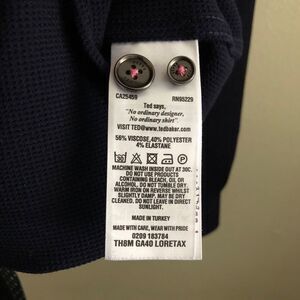 CA25459 RN95229
Ted says,
"No ordinary designer,
No ordinary shirt".
VISIT TED@www.tedbaker.com
56% VISCOSE,40% POLYESTER
4% ELASTANE
MACHINE WASH INSIDE OUT AT 30C.
DO NOT USE PRODUCTS
CONTAINING BLEACH, OIL OR
ALCOHOL. DO NOT TUMBLE DRY.
WARM IRON ON REVERSE WHILST
SLIGHTLY DAMP. MAY BE DRY
CLEANED. DO NOT LEAVE IN DIRECT
SUNLIGHT.
MADE IN TURKEY
MADE WITH CARE, WEAR WITH PRIDE
0209 183784
TH8M GA40 LORETAX